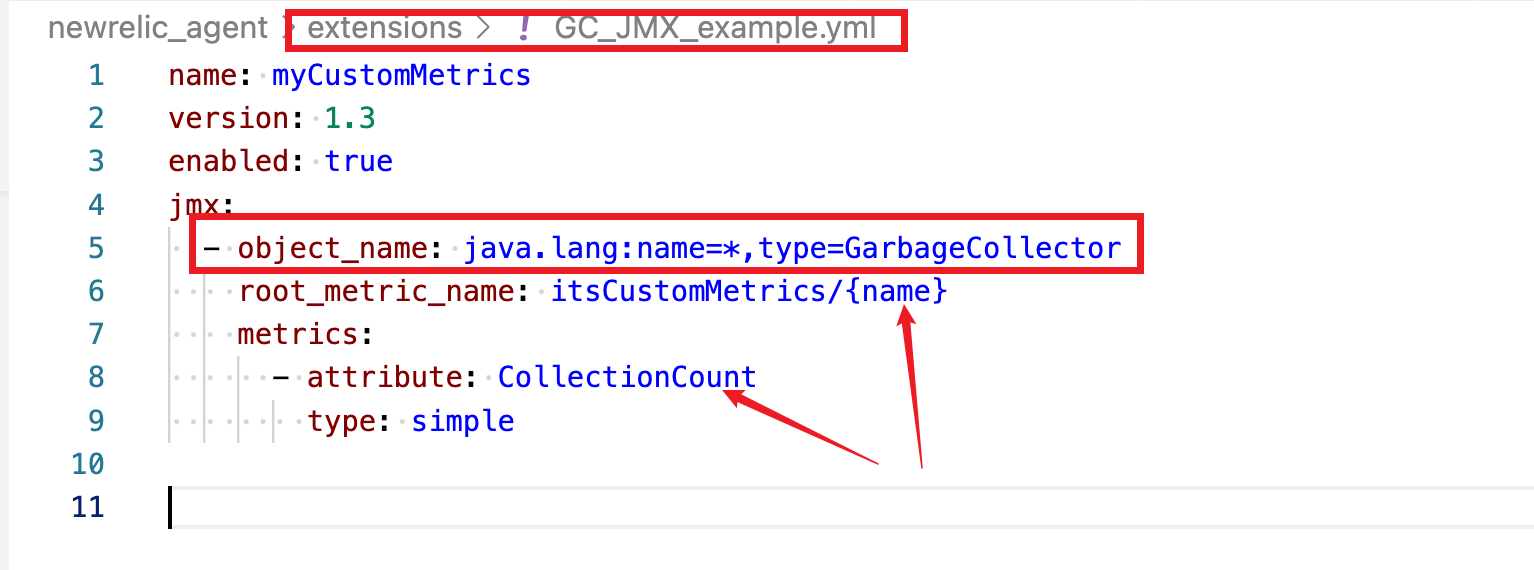 newrelic_agent > extensions > ! GC_JMX_example.yml
1 name: myCustomMetrics
2 version: 1.3
3 enabled: true
4 jmx:
5   - object_name: java.lang:name=*,type=GarbageCollector
6     root_metric_name: itsCustomMetrics/{name}
7     metrics:
8       - attribute: CollectionCount
9         type: simple
10
11